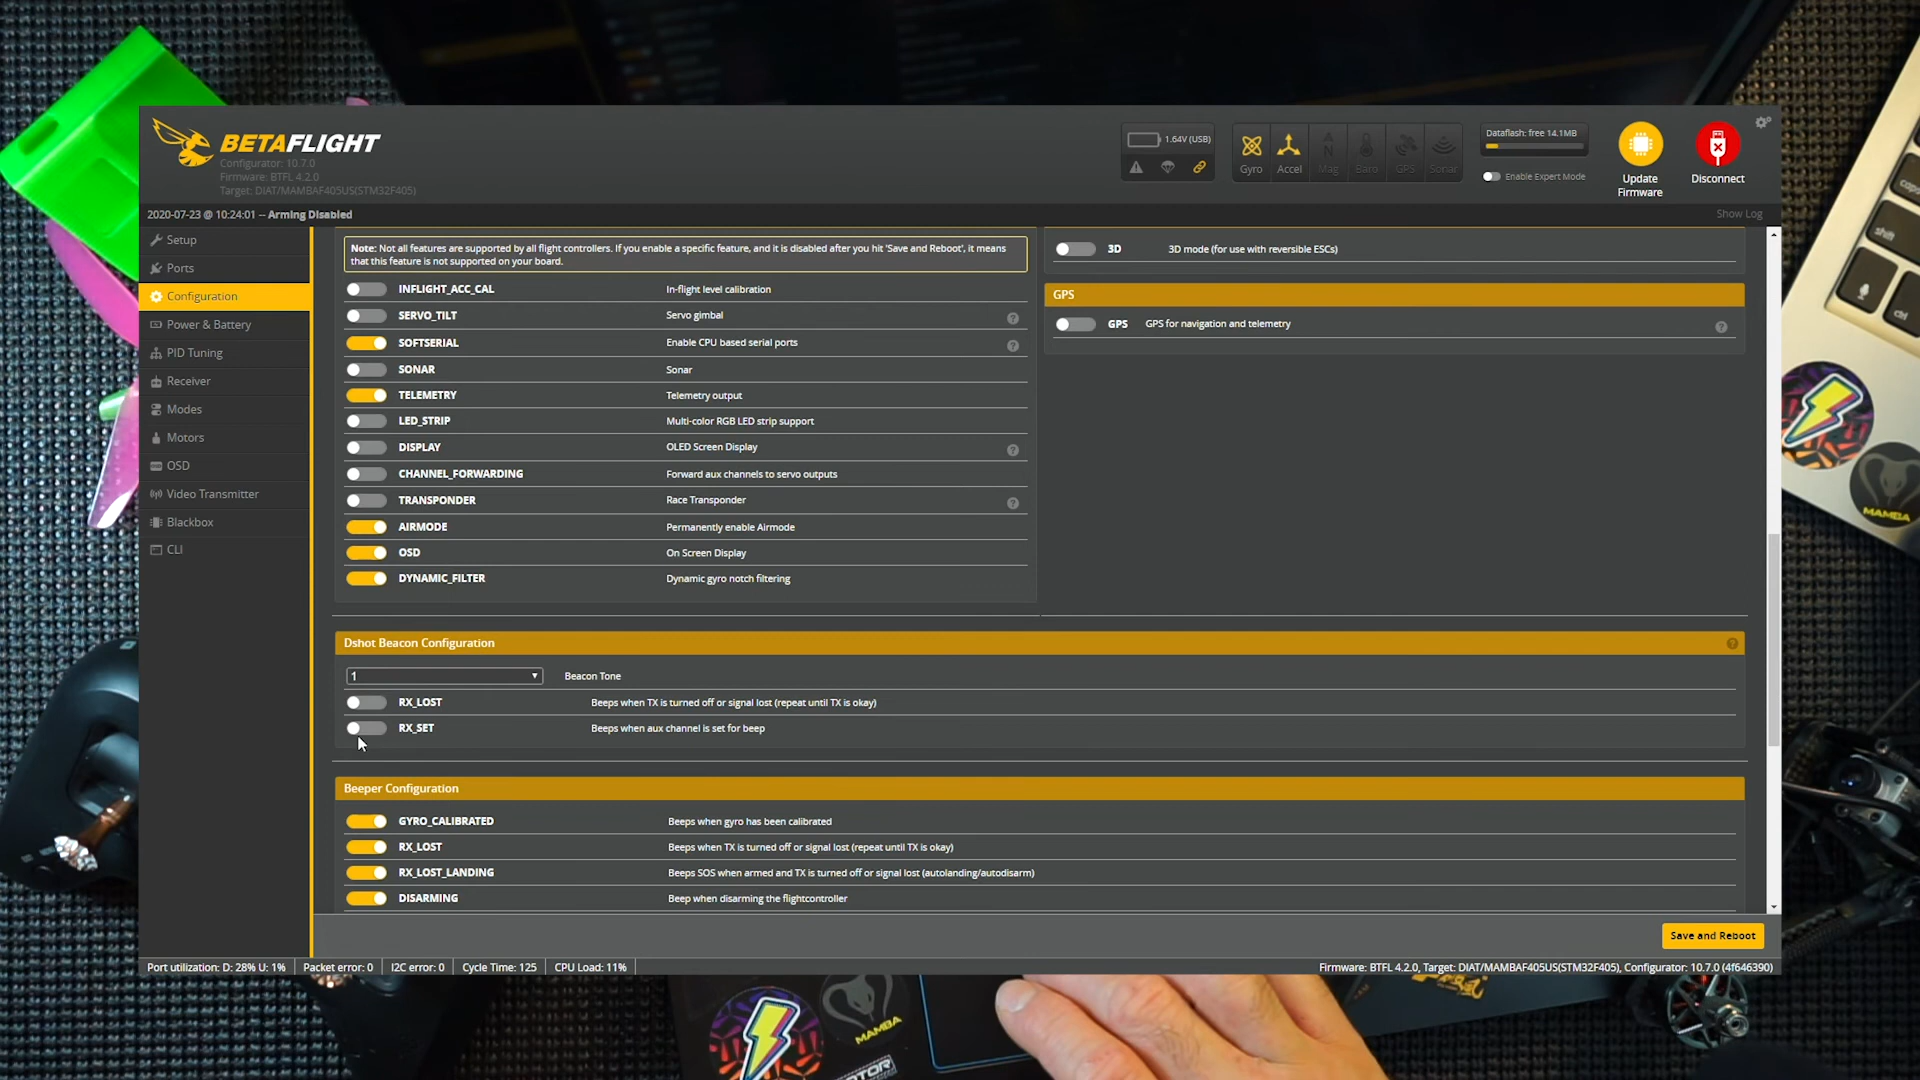 BETAFLIGHT
Configurator: 10.7.0
Firmware: BTFL 4.2.0
Target: DIAT/MAMBAF405US(STM32F405)
1.64V (USB)
Gyro
Accel
Mag
Baro
GPS
Sonar
Dataflash: free 14.1MB
Enable Expert Mode
Update
Firmware
Disconnect
2020-07-23 @ 10:24:01 -- Arming Disabled
Show Log
Setup
Ports
Configuration
Power & Battery
PID Tuning
Receiver
Modes
Motors
OSD
Video Transmitter
Blackbox
CLI
Note: Not all features are supported by all flight controllers. If you enable a specific feature, and it is disabled after you hit 'Save and Reboot', it means
that this feature is not supported on your board.
INFLIGHT_ACC_CAL In-flight level calibration
SERVO_TILT Servo gimbal
SOFTSERIAL Enable CPU based serial ports
SONAR Sonar
TELEMETRY Telemetry output
LED_STRIP Multi-color RGB LED strip support
DISPLAY OLED Screen Display
CHANNEL_FORWARDING Forward aux channels to servo outputs
TRANSPONDER Race Transponder
AIRMODE Permanently enable Airmode
OSD On Screen Display
DYNAMIC_FILTER Dynamic gyro notch filtering
3D 3D mode (for use with reversible ESCs)
GPS
GPS GPS for navigation and telemetry
Dshot Beacon Configuration
1 Beacon Tone
RX_LOST Beeps when TX is turned off or signal lost (repeat until TX is okay)
RX_SET Beeps when aux channel is set for beep
Beeper Configuration
GYRO_CALIBRATED Beeps when gyro has been calibrated
RX_LOST Beeps when TX is turned off or signal lost (repeat until TX is okay)
RX_LOST_LANDING Beeps SOS when armed and TX is turned off or signal lost (autolanding/autodisarm)
DISARMING Beep when disarming the flightcontroller
Save and Reboot
Port utilization: D: 28% U: 1% Packet error: 0 I2C error: 0 Cycle Time: 125 CPU Load: 11%
Firmware: BTFL 4.2.0, Target: DIAT/MAMBAF405US(STM32F405), Configurator: 10.7.0 (4f646390)
shift
ctrl
MAMBA
MAMBA